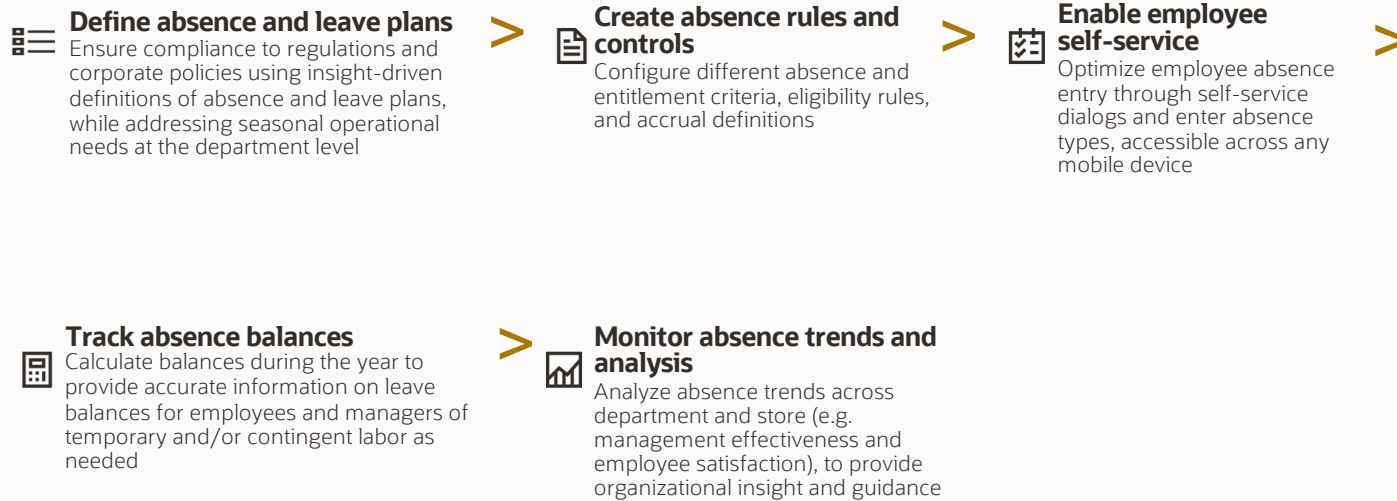 Define absence and leave plans
Ensure compliance to regulations and
corporate policies using insight-driven
definitions of absence and leave plans,
while addressing seasonal operational
needs at the department level
>
Create absence rules and
controls
Configure different absence and
entitlement criteria, eligibility rules,
and accrual definitions
>
Enable employee
self-service
Optimize employee absence
entry through self-service
dialogs and enter absence
types, accessible across any
mobile device
>
Track absence balances
Calculate balances during the year to
provide accurate information on leave
balances for employees and managers of
temporary and/or contingent labor as
needed
>
Monitor absence trends and
analysis
Analyze absence trends across
department and store (e.g.
management effectiveness and
employee satisfaction), to provide
organizational insight and guidance